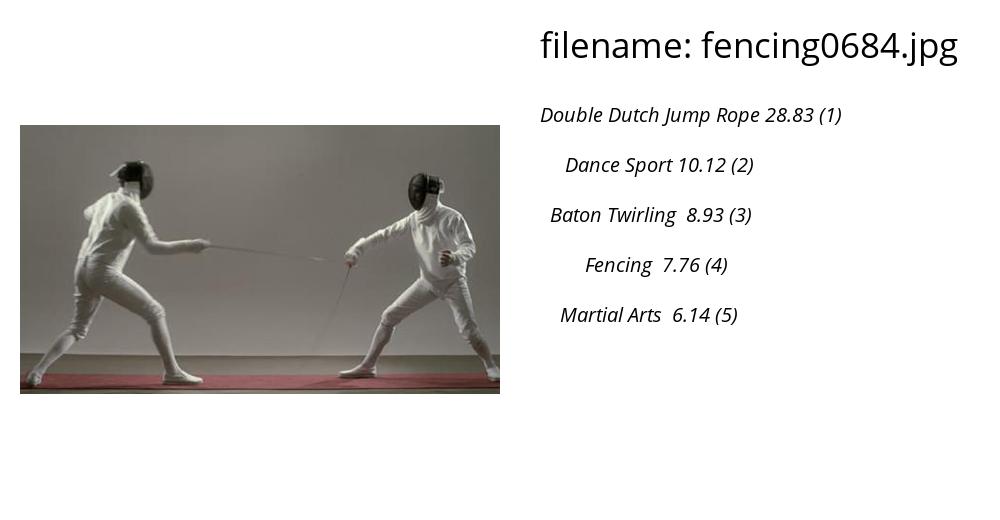 filename: fencing0684.jpg
Double Dutch Jump Rope 28.83 (1)
Dance Sport 10.12 (2)
Baton Twirling 8.93 (3)
Fencing 7.76 (4)
Martial Arts 6.14 (5)